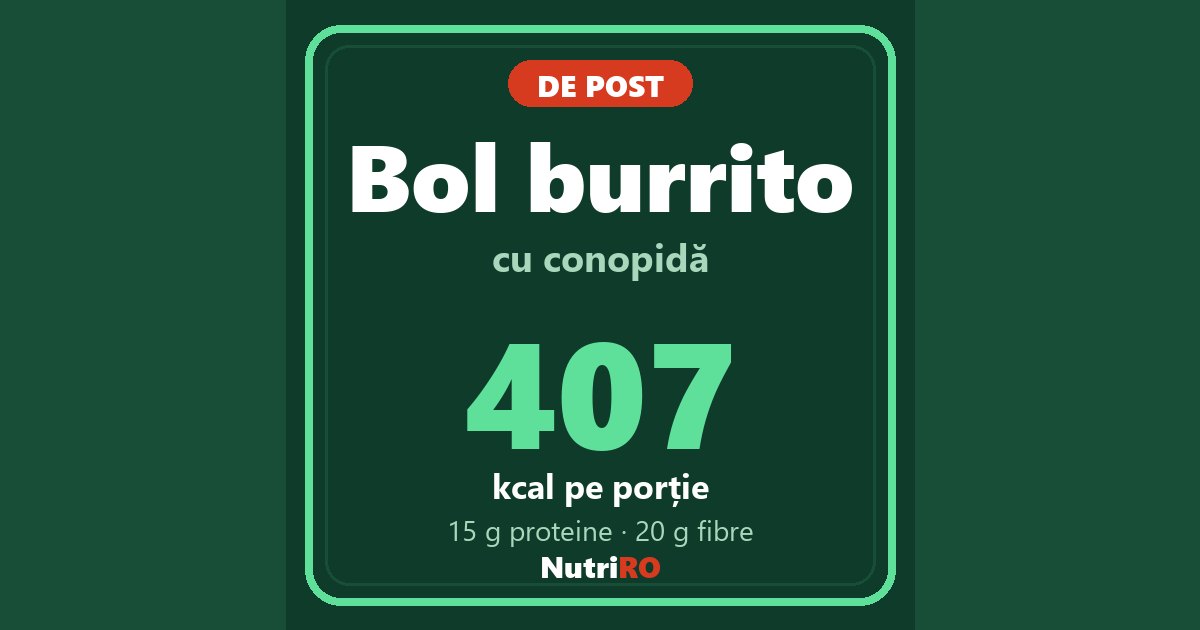 DE POST
Bol burrito
cu conopidă
407
kcal pe porție
15 g proteine · 20 g fibre
NutriRO